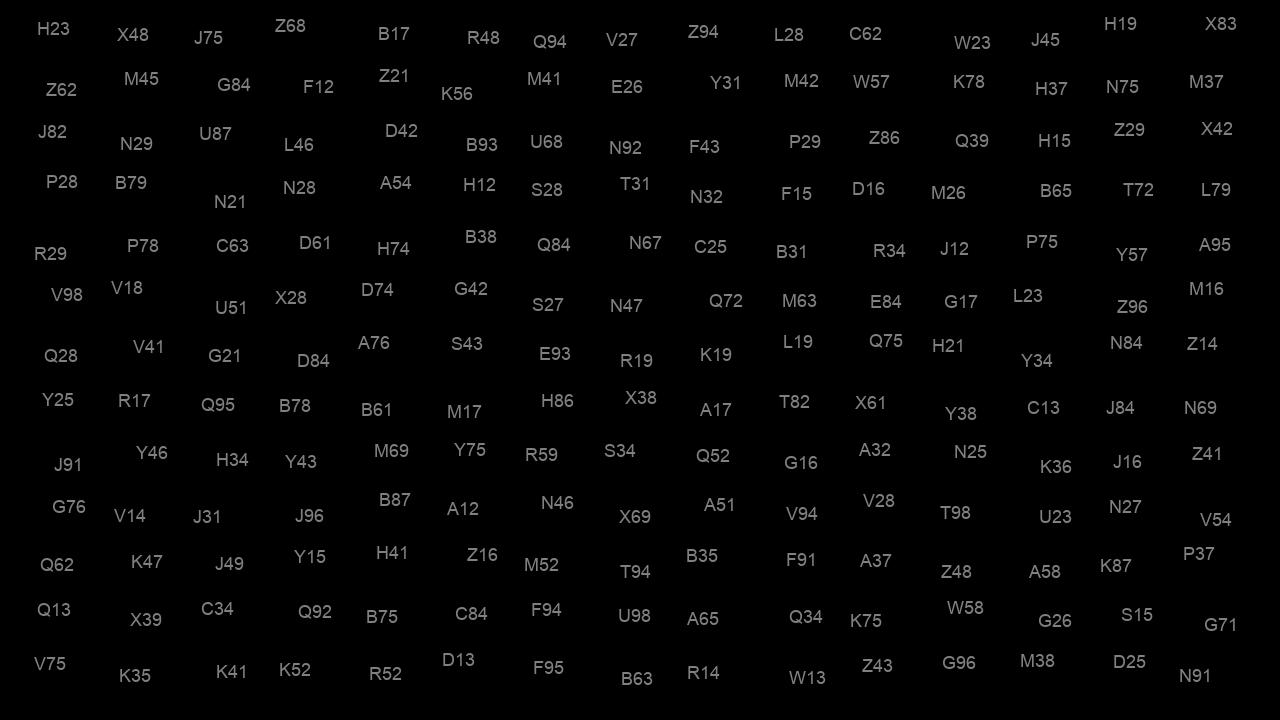 H23 X48 J75 Z68 B17 R48 Q94 V27 Z94 L28 C62 W23 J45 H19 X83
Z62 M45 G84 F12 Z21 K56 M41 E26 Y31 M42 W57 K78 H37 N75 M37
J82 N29 U87 L46 D42 B93 U68 N92 F43 P29 Z86 Q39 H15 Z29 X42
P28 B79 N21 N28 A54 H12 S28 T31 N32 F15 D16 M26 B65 T72 L79
R29 P78 C63 D61 H74 B38 Q84 N67 C25 B31 R34 J12 P75 Y57 A95
V98 V18 U51 X28 D74 G42 S27 N47 Q72 M63 E84 G17 L23 Z96 M16
Q28 V41 G21 D84 A76 S43 E93 R19 K19 L19 Q75 H21 Y34 N84 Z14
Y25 R17 Q95 B78 B61 M17 H86 X38 A17 T82 X61 Y38 C13 J84 N69
J91 Y46 H34 Y43 M69 Y75 R59 S34 Q52 G16 A32 N25 K36 J16 Z41
G76 V14 J31 J96 B87 A12 N46 X69 A51 V94 V28 T98 U23 N27 V54
Q62 K47 J49 Y15 H41 Z16 M52 T94 B35 F91 A37 Z48 A58 K87 P37
Q13 X39 C34 Q92 B75 C84 F94 U98 A65 Q34 K75 W58 G26 S15 G71
V75 K35 K41 K52 R52 D13 F95 B63 R14 W13 Z43 G96 M38 D25 N91